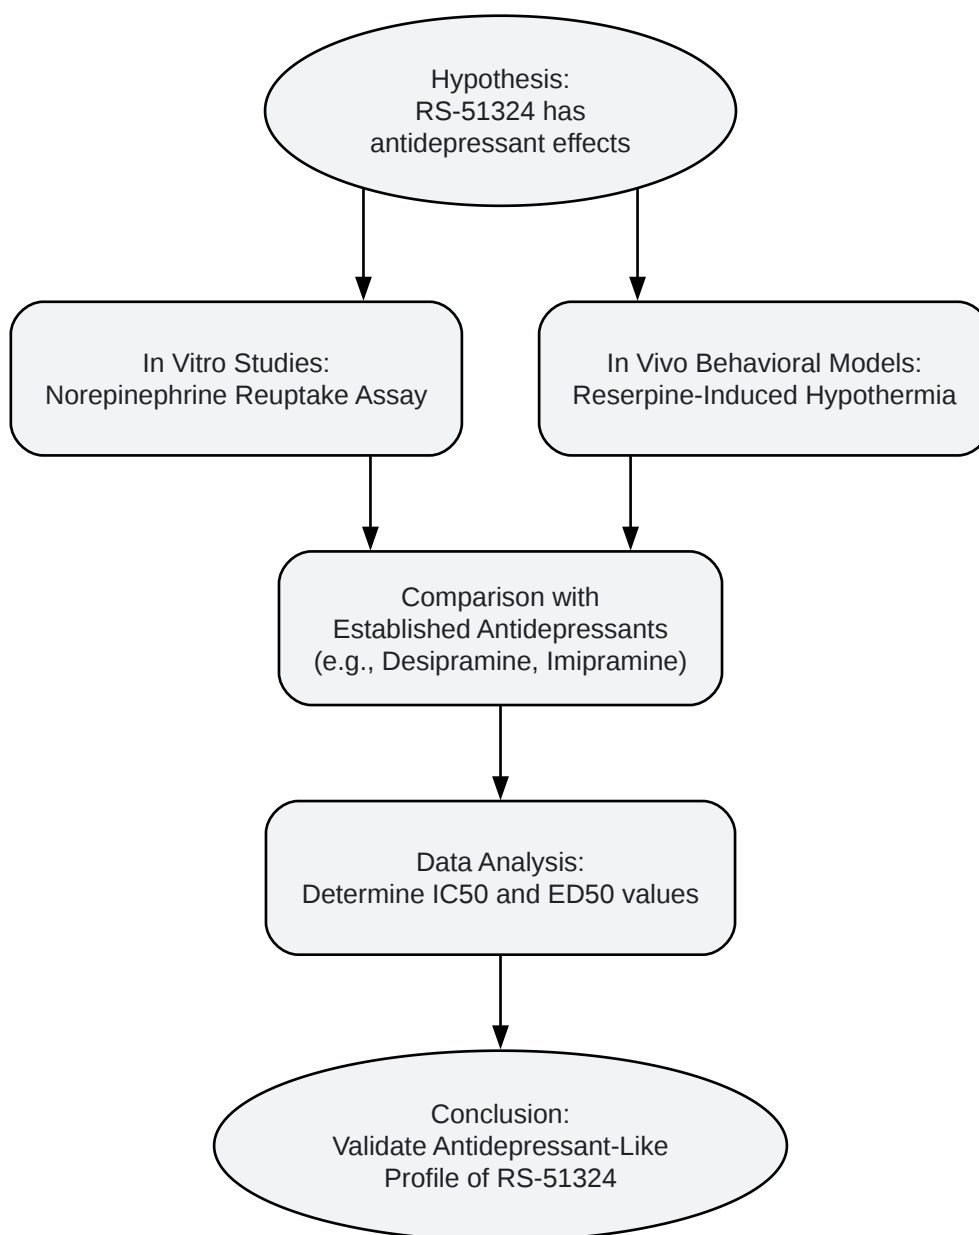 Hypothesis:
RS-51324 has
antidepressant effects
In Vitro Studies:
Norepinephrine Reuptake Assay
In Vivo Behavioral Models:
Reserpine-Induced Hypothermia
Comparison with
Established Antidepressants
(e.g., Desipramine, Imipramine)
Data Analysis:
Determine IC50 and ED50 values
Conclusion:
Validate Antidepressant-Like
Profile of RS-51324